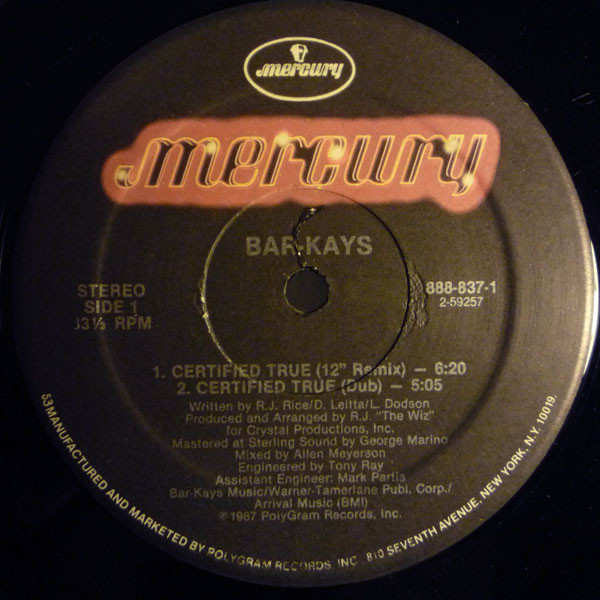 mercury
mercury
BAR-KAYS
STEREO
SIDE 1
33⅓ RPM
888-837-1
2-59257
1. CERTIFIED TRUE (12" Remix) — 6:20
2. CERTIFIED TRUE (Dub) — 5:05
Written by R.J. Rice/D. Leitta/L. Dodson
Produced and Arranged by R.J. "The Wiz"
for Crystal Productions, Inc.
Mastered at Sterling Sound by George Marino
Mixed by Allen Meyerson
Engineered by Tony Ray
Assistant Engineer: Mark Partis
Bar-Kays Music/Warner-Tamerlane Publ. Corp./
Arrival Music (BMI)
℗1987 PolyGram Records, Inc.
53MANUFACTURED AND MARKETED BY POLYGRAM RECORDS, INC 810 SEVENTH AVENUE, NEW YORK, N.Y. 10019.